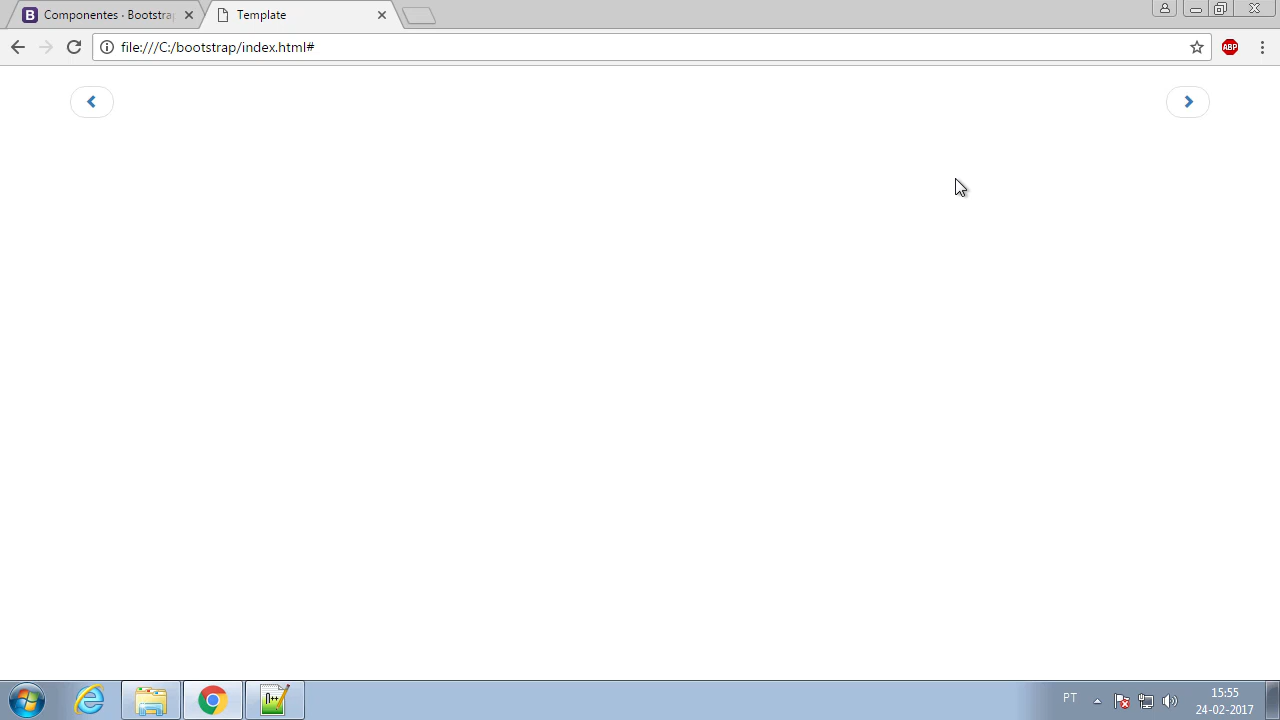 Componentes · Bootstrap
Template
file:///C:/bootstrap/index.html#
ABP
PT
15:55
24-02-2017